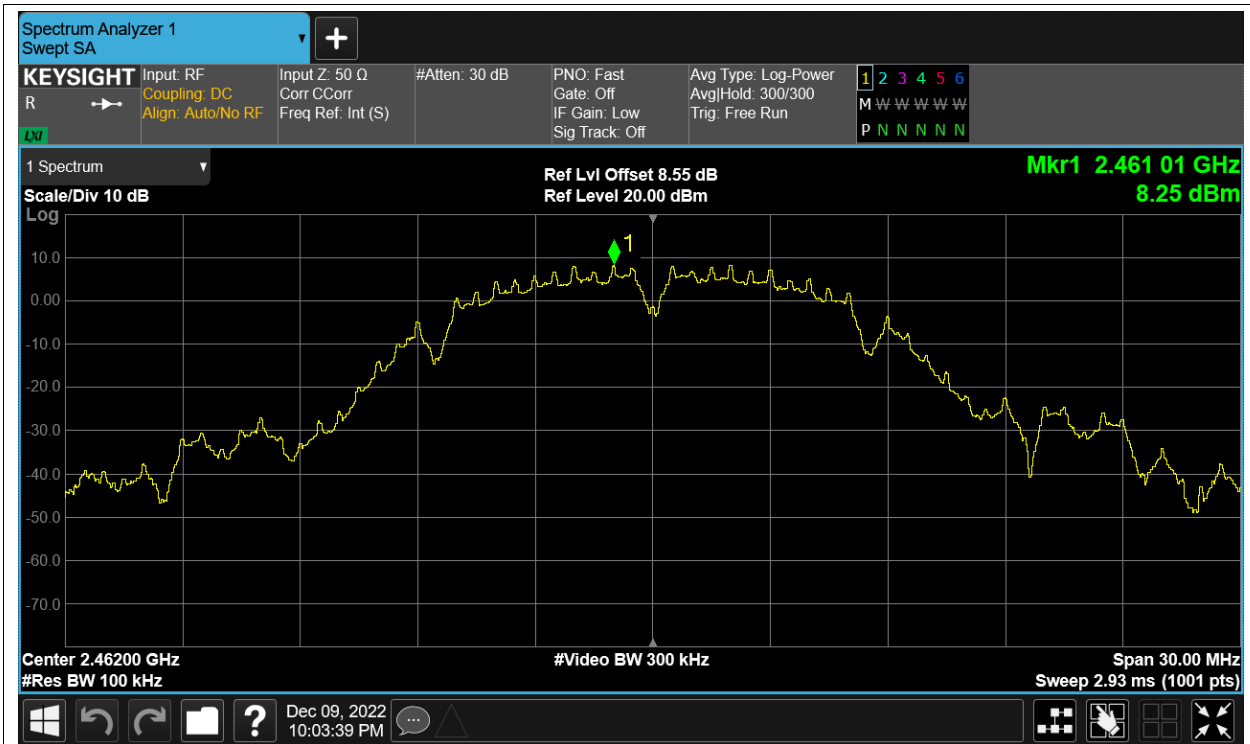 Spectrum Analyzer 1
Swept SA
+
KEYSIGHT
R
LXI
Input: RF
Coupling: DC
Align: Auto/No RF
Input Z: 50 Ω
Corr CCorr
Freq Ref: Int (S)
#Atten: 30 dB
PNO: Fast
Gate: Off
IF Gain: Low
Sig Track: Off
Avg Type: Log-Power
Avg|Hold: 300/300
Trig: Free Run
1 2 3 4 5 6
M W W W W W
P N N N N N
1 Spectrum
Scale/Div 10 dB
Log
Ref Lvl Offset 8.55 dB
Ref Level 20.00 dBm
Mkr1 2.461 01 GHz
8.25 dBm
1
10.0
0.00
-10.0
-20.0
-30.0
-40.0
-50.0
-60.0
-70.0
Center 2.46200 GHz
#Res BW 100 kHz
#Video BW 300 kHz
Span 30.00 MHz
Sweep 2.93 ms (1001 pts)
?
Dec 09, 2022
10:03:39 PM